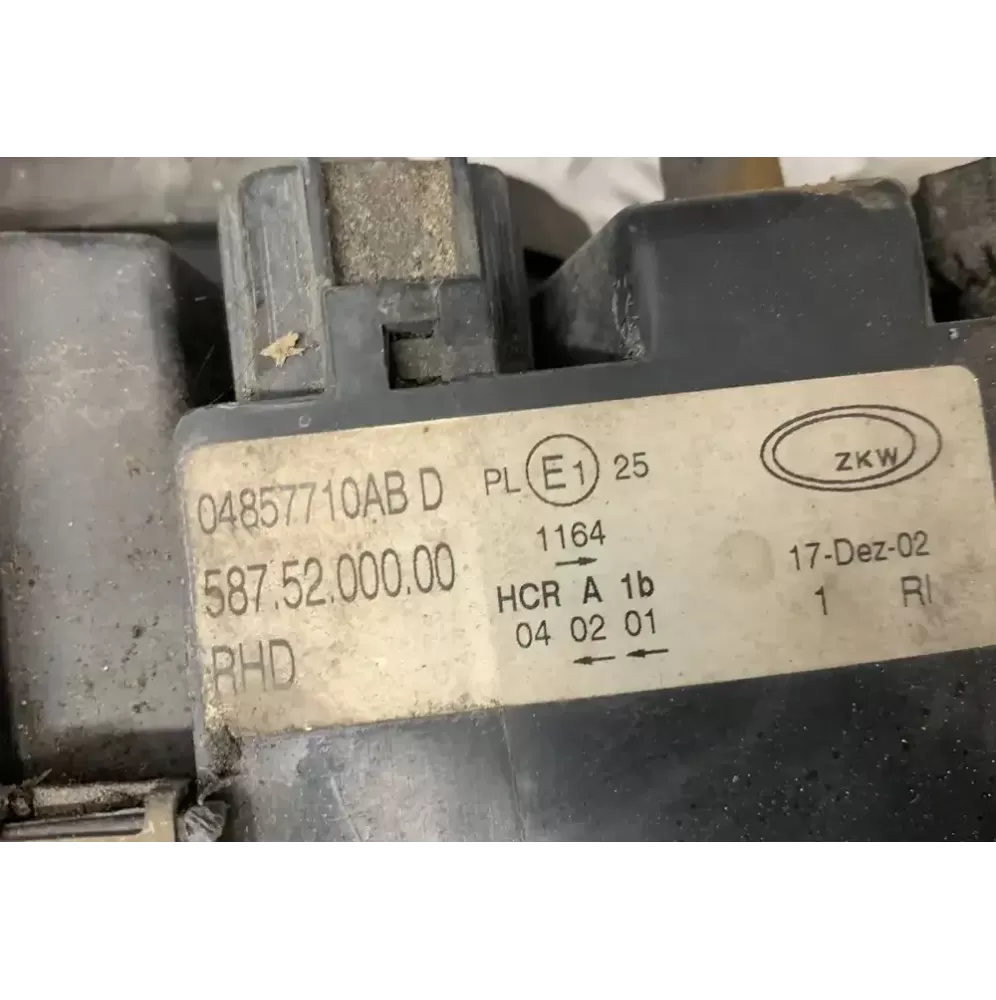 04857710AB D
587.52.000.00
RHD
PL E1 25
1164
→
HCR A 1b
04 02 01
← ←
ZKW
17-Dez-02
1 RI